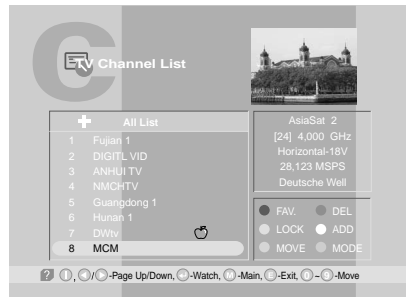 TV Channel List
All List
1 Fujian 1
2 DIGITL VID
3 ANHUI TV
4 NMCHTV
5 Guangdong 1
6 Hunan 1
7 DWtv
8 MCM
AsiaSat 2
[24] 4,000 GHz
Horizontal-18V
28,123 MSPS
Deutsche Well
FAV. DEL
LOCK ADD
MOVE MODE
? , / -Page Up/Down, -Watch, M -Main, E -Exit, 0 ~ 9 -Move